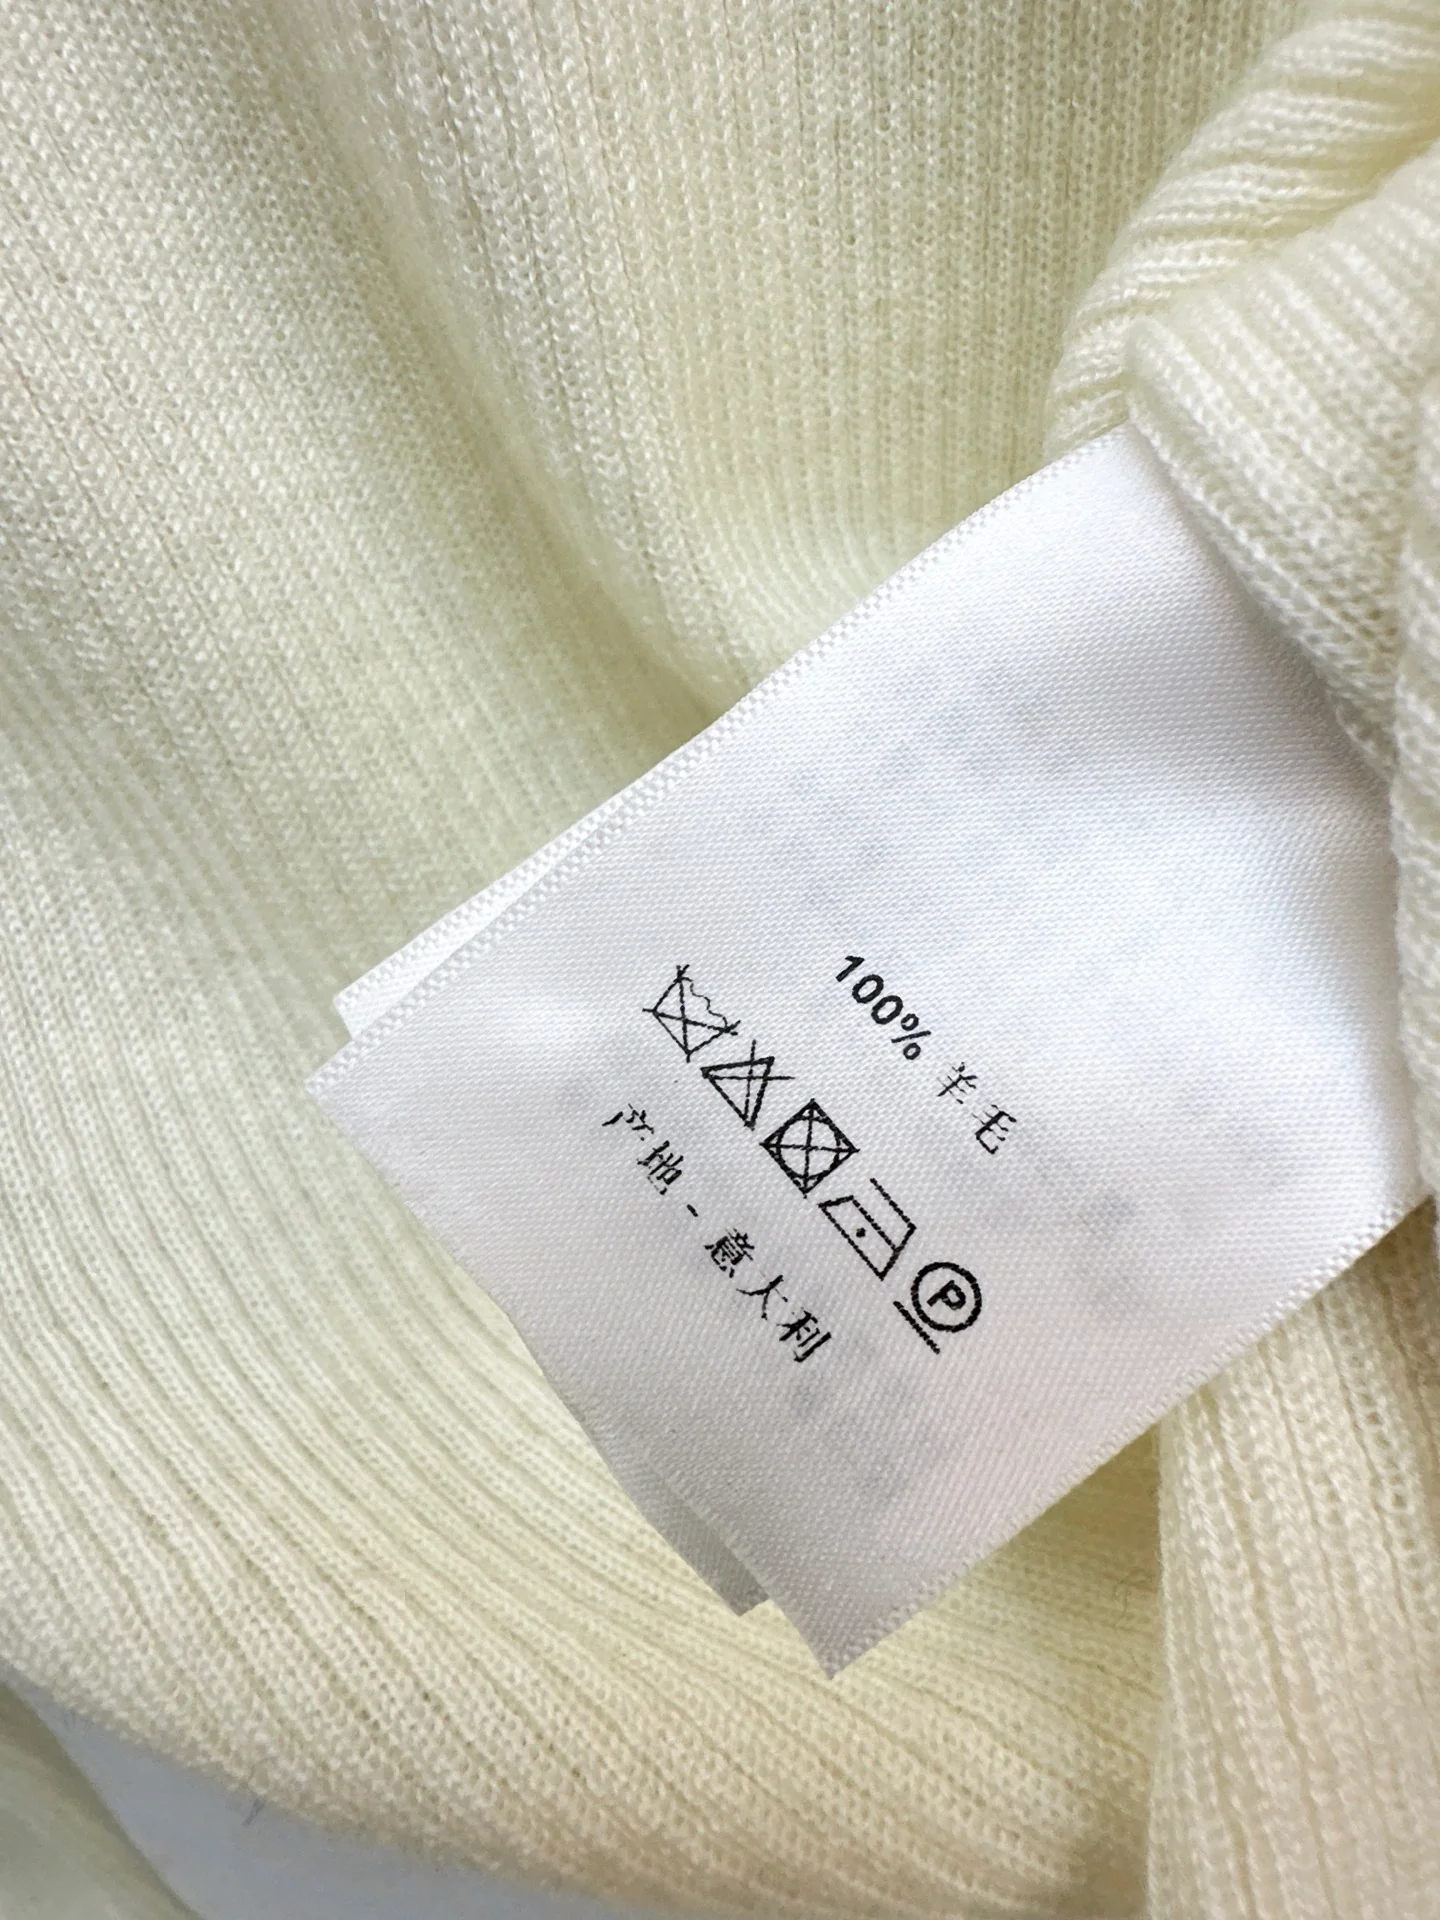 100% 羊毛
P
产地 - 意大利